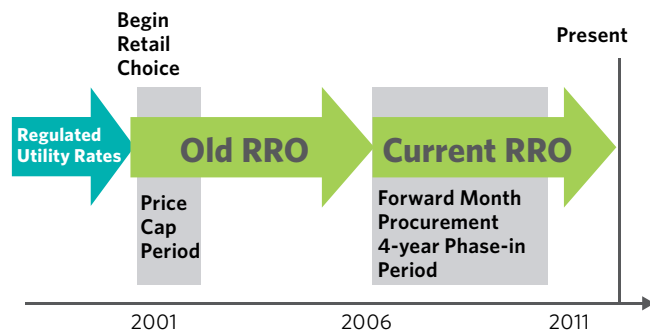 Begin
Retail
Choice
Present
Regulated
Utility Rates
Old RRO
Current RRO
Price
Cap
Period
Forward Month
Procurement
4-year Phase-in
Period
2001
2006
2011